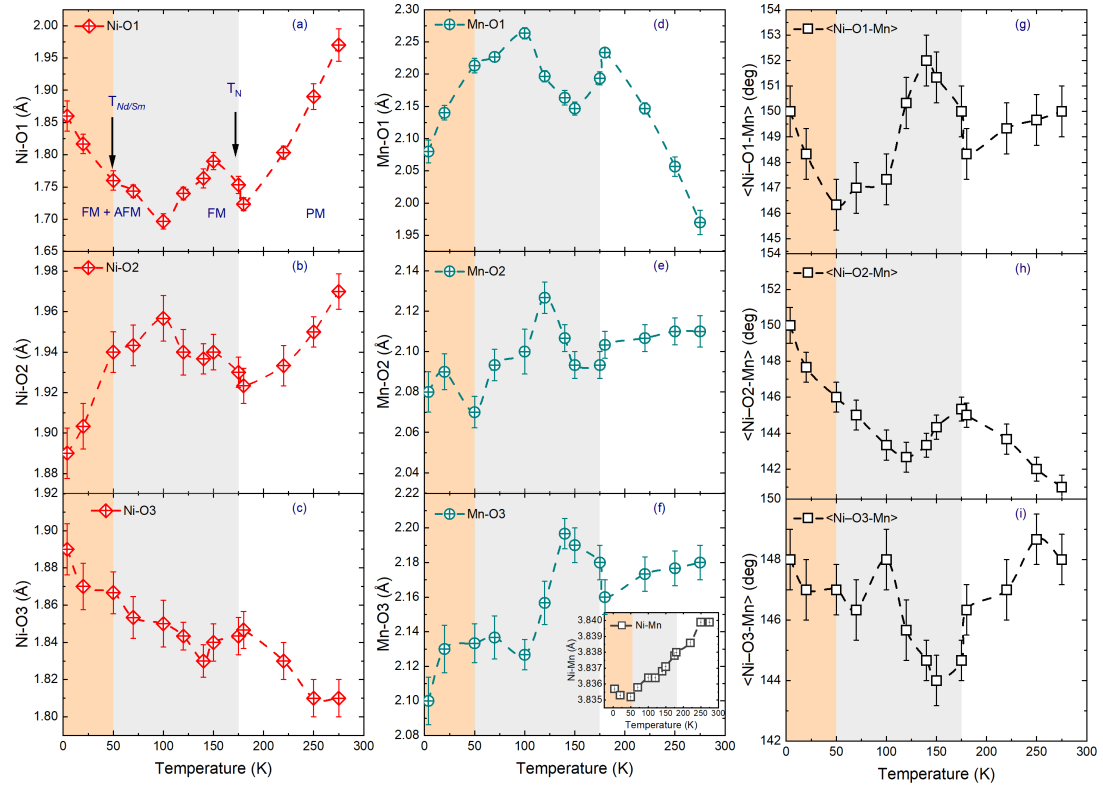 2.00
1.95
1.90
1.85
1.80
1.75
1.70
1.65
Ni-O1 (Å)
Ni-O1
(a)
T_Nd/Sm
T_N
FM + AFM
FM
PM
1.98
1.96
1.94
1.92
1.90
1.88
1.92
Ni-O2 (Å)
Ni-O2
(b)
1.90
1.88
1.86
1.84
1.82
1.80
Ni-O3 (Å)
Ni-O3
(c)
0 50 100 150 200 250 300
Temperature (K)
2.30
2.25
2.20
2.15
2.10
2.05
2.00
1.95
Mn-O1 (Å)
Mn-O1
(d)
2.14
2.12
2.10
2.08
2.06
2.04
2.22
Mn-O2 (Å)
Mn-O2
(e)
2.20
2.18
2.16
2.14
2.12
2.10
2.08
Mn-O3 (Å)
Mn-O3
(f)
3.840
3.839
3.838
3.837
3.836
3.835
Ni-Mn (Å)
Ni-Mn
0 50 100 150 200 250 300
Temperature (K)
0 50 100 150 200 250 300
Temperature (K)
154
153
152
151
150
149
148
147
146
145
144
154
<Ni–O1-Mn> (deg)
<Ni–O1-Mn>
(g)
152
150
148
146
144
142
150
<Ni–O2-Mn> (deg)
<Ni–O2-Mn>
(h)
148
146
144
142
<Ni–O3-Mn> (deg)
<Ni–O3-Mn>
(i)
0 50 100 150 200 250 300
Temperature (K)